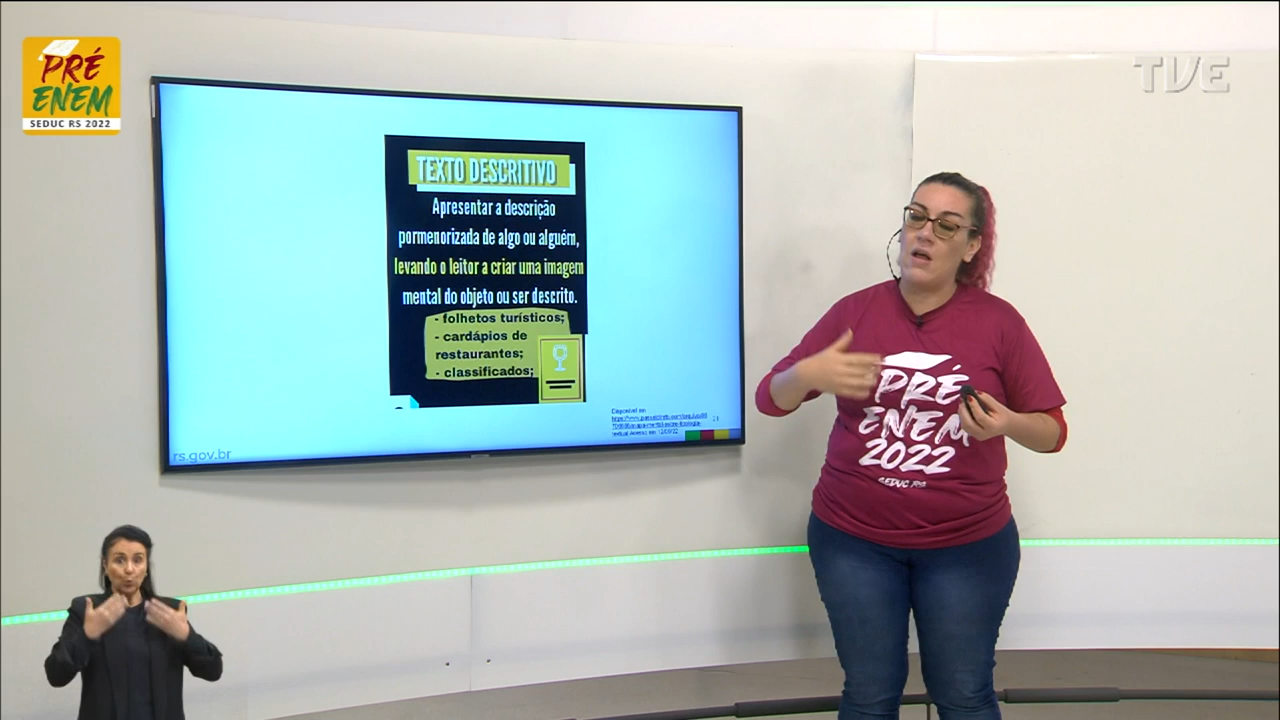 PRÉ
ENEM
SEDUC RS 2022
TVE
TEXTO DESCRITIVO
Apresentar a descrição
pormenorizada de algo ou alguém,
levando o leitor a criar uma imagem
mental do objeto ou ser descrito.
- folhetos turísticos;
- cardápios de
restaurantes;
- classificados;
Disponível em
rs.gov.br
PRÉ
ENEM
2022
SEDUC RS